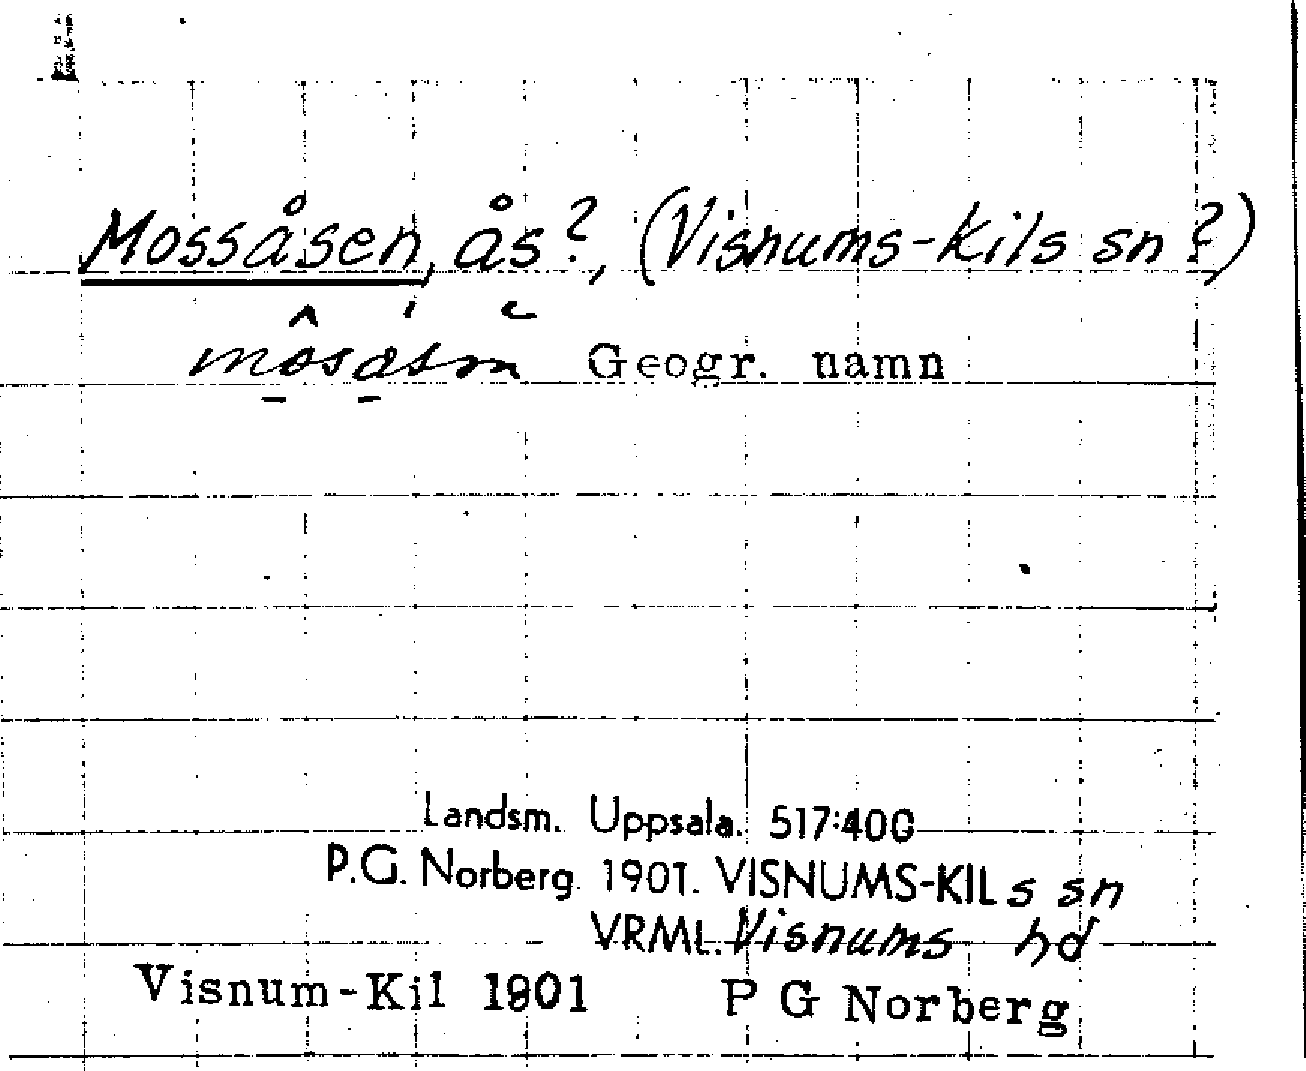 Mossåsen, ås?, (Visnums-Kils sn?)
Geogr. namn
Landsm. Uppsala. 517:400
P.G. Norberg. 1901. VISNUMS-KILs sn
VRML. Visnums hd
Visnum-Kil 1901 P G Norberg